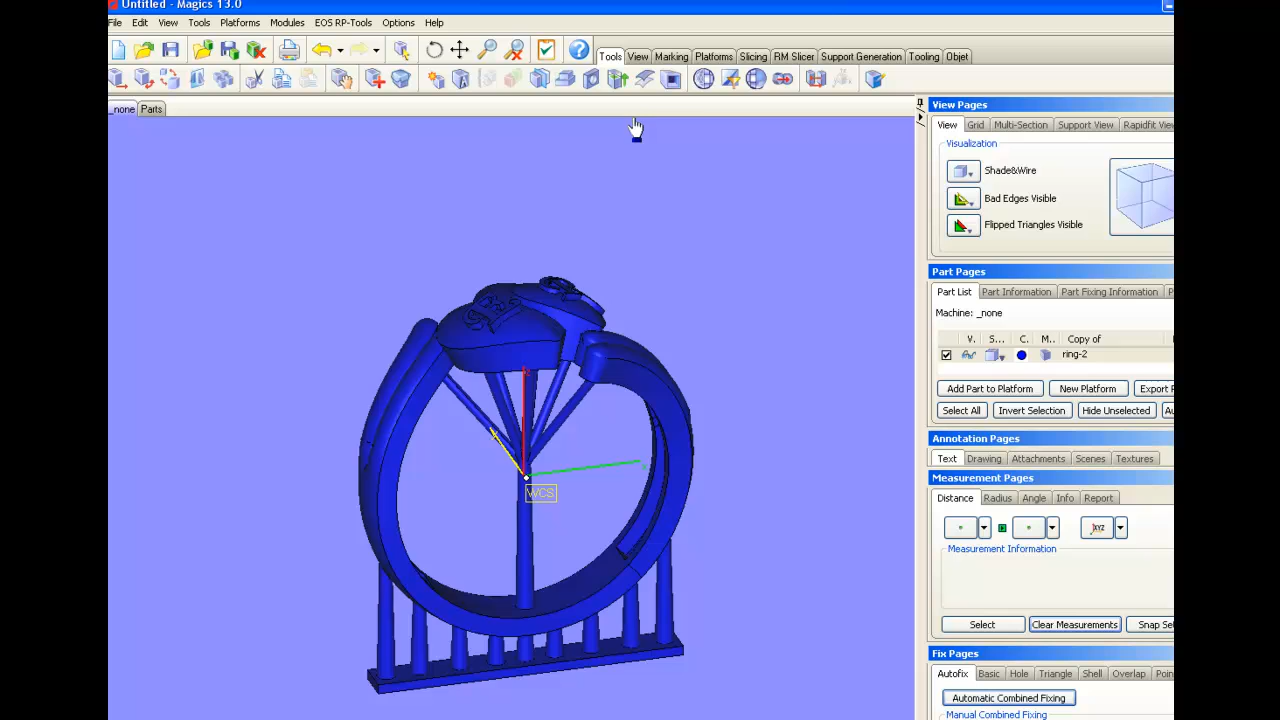 Untitled - Magics 13.0
File Edit View Tools Platforms Modules EOS RP-Tools Options Help
Tools View Marking Platforms Slicing RM Slicer Support Generation Tooling Objet
_none Parts
View Pages
View Grid Multi-Section Support View Rapidfit View
Visualization
Shade&Wire
Bad Edges Visible
Flipped Triangles Visible
Part Pages
Part List Part Information Part Fixing Information
Machine: _none
V. S... C. M.. Copy of
ring-2
Add Part to Platform New Platform Export
Select All Invert Selection Hide Unselected
Annotation Pages
Text Drawing Attachments Scenes Textures
Measurement Pages
Distance Radius Angle Info Report
XYZ
Measurement Information
Select Clear Measurements Snap
Fix Pages
Autofix Basic Hole Triangle Shell Overlap
Automatic Combined Fixing
Manual Combined Fixing
WCS